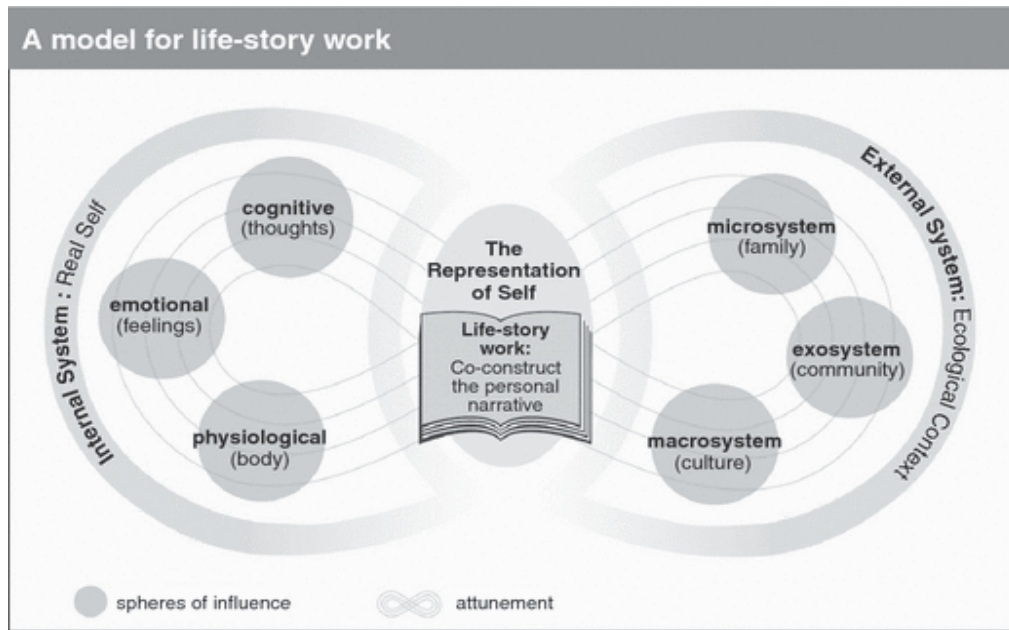 A model for life-story work
Internal System : Real Self
cognitive
(thoughts)
emotional
(feelings)
physiological
(body)
The
Representation
of Self
Life-story
work:
Co-construct
the personal
narrative
microsystem
(family)
exosystem
(community)
macrosystem
(culture)
External System: Ecological Context
spheres of influence
attunement